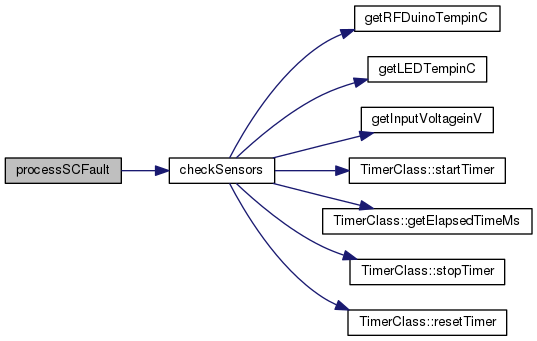 processSCFault
checkSensors
getRFDuinoTempinC
getLEDTempinC
getInputVoltageinV
TimerClass::startTimer
TimerClass::getElapsedTimeMs
TimerClass::stopTimer
TimerClass::resetTimer